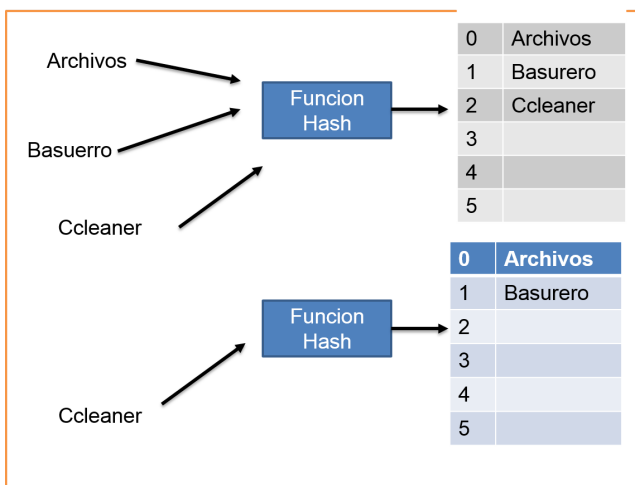 Archivos
Basuerro
Ccleaner
Funcion
Hash
0 Archivos
1 Basurero
2 Ccleaner
3
4
5
Ccleaner
Funcion
Hash
0 Archivos
1 Basurero
2
3
4
5